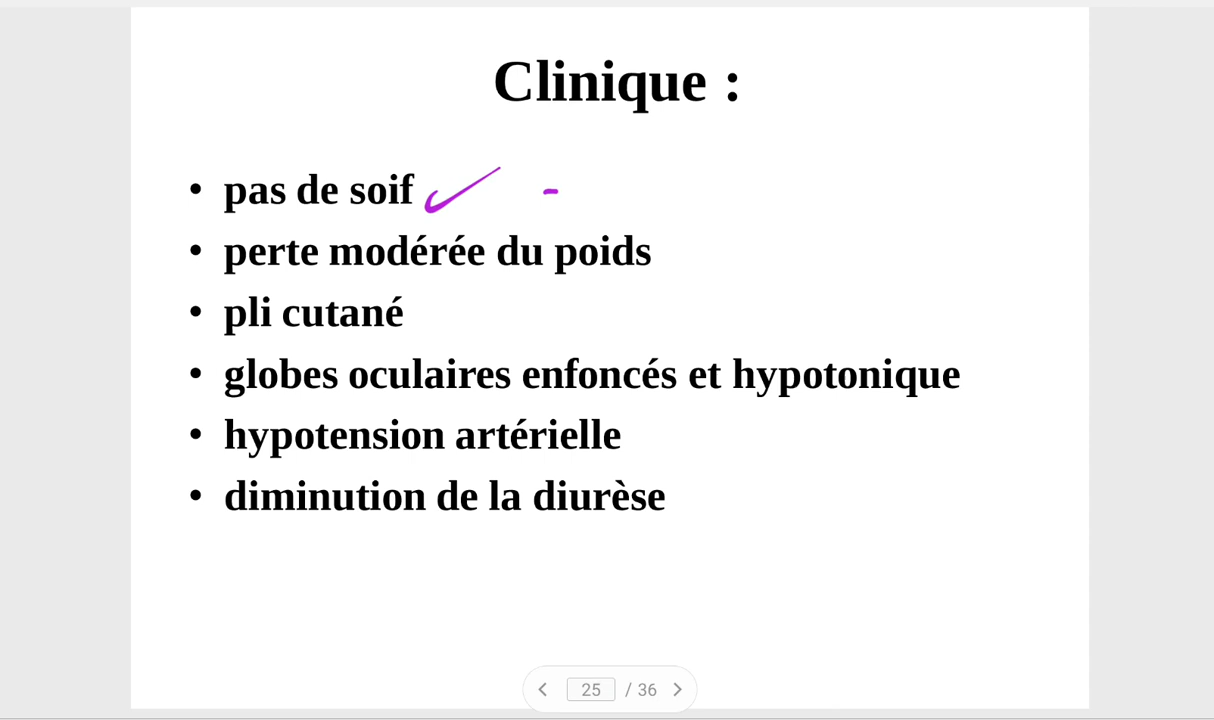 Clinique :
• pas de soif -
• perte modérée du poids
• pli cutané
• globes oculaires enfoncés et hypotonique
• hypotension artérielle
• diminution de la diurèse
25 / 36